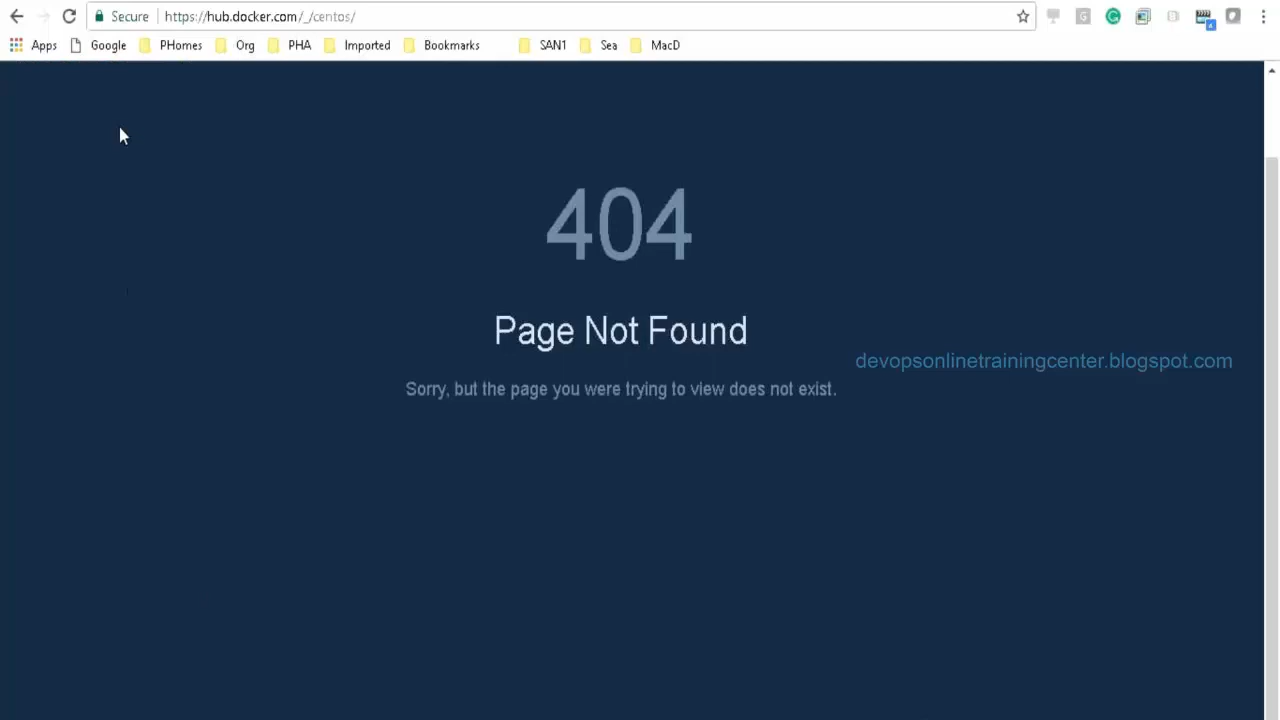 Secure https://hub.docker.com/_/centos/
Apps Google PHomes Org PHA Imported Bookmarks SAN1 Sea MacD
404
Page Not Found
devopsonlinetrainingcenter.blogspot.com
Sorry, but the page you were trying to view does not exist.